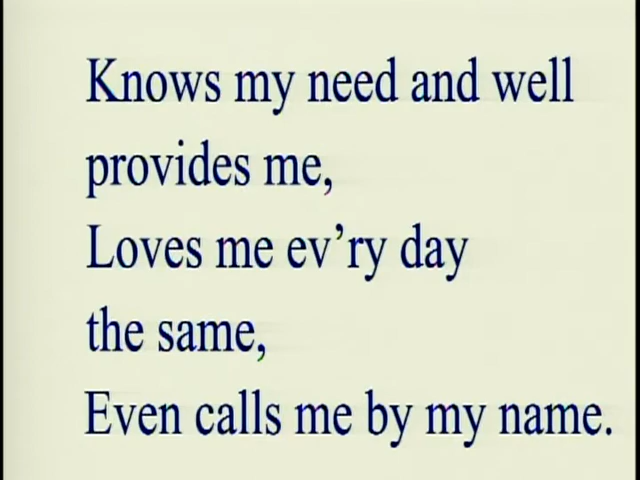 Knows my need and well
provides me,
Loves me ev’ry day
the same,
Even calls me by my name.